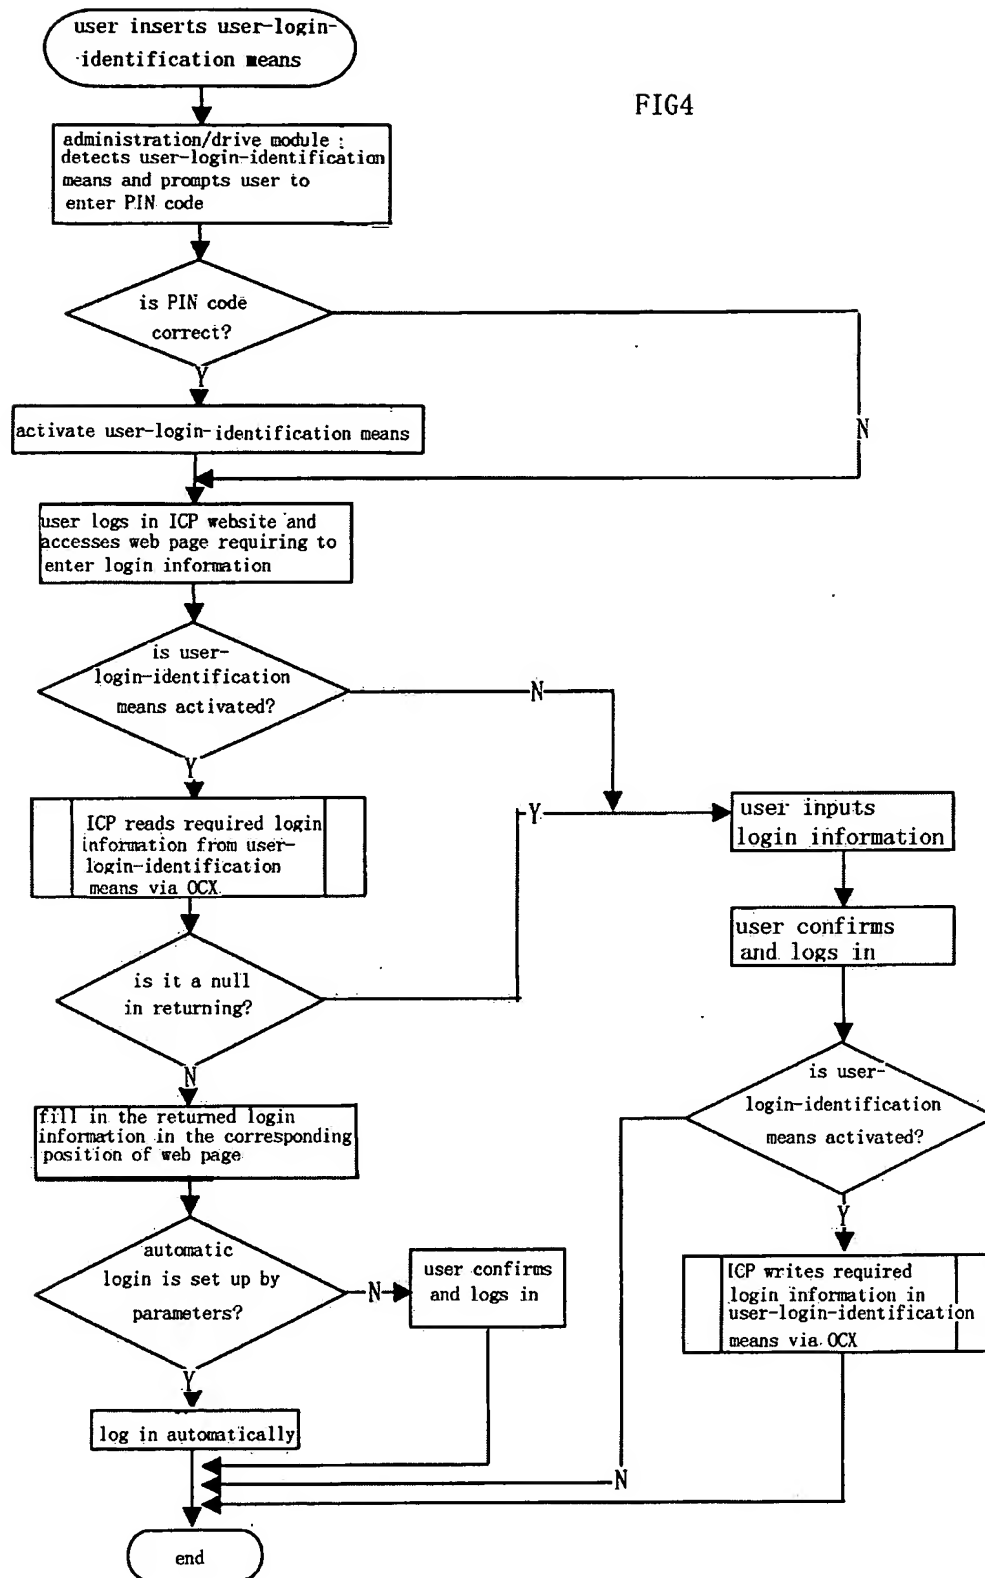 user inserts user-login-
identification means
FIG4
administration/drive module :
detects user-login-identification
means and prompts user to
enter PIN code
is PIN code
correct?
Y
N
activate user-login-identification means
user logs in ICP website and
accesses web page requiring to
enter login information
is user-
login-identification
means activated?
N
Y
ICP reads required login
information from user-
login-identification
means via OCX
Y
user inputs
login information
user confirms
and logs in
is it a null
in returning?
N
is user-
login-identification
means activated?
fill in the returned login
information in the corresponding
position of web page
Y
automatic
login is set up by
parameters?
N
user confirms
and logs in
ICP writes required
login information in
user-login-identification
means via OCX
Y
log in automatically
N
end